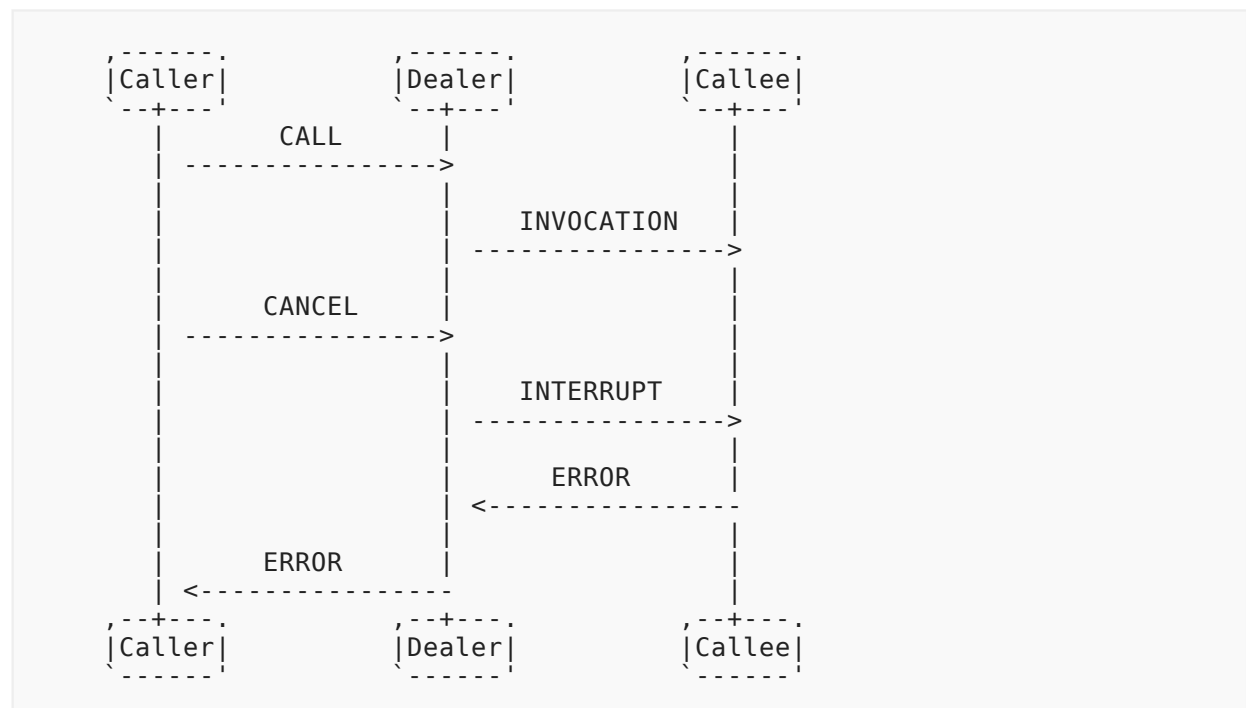 ,------.          ,------.          ,------.
|Caller|          |Dealer|          |Callee|
`--+---'          `--+---'          `--+---'
   |       CALL      |                 |
   | ---------------->                 |
   |                 |                 |
   |                 |    INVOCATION   |
   |                 | ---------------->
   |                 |                 |
   |      CANCEL     |                 |
   | ---------------->                 |
   |                 |                 |
   |                 |    INTERRUPT    |
   |                 | ---------------->
   |                 |                 |
   |                 |      ERROR      |
   |                 | <----------------
   |                 |                 |
   |      ERROR      |                 |
   | <----------------                 |
,--+---.          ,--+---.          ,--+---.
|Caller|          |Dealer|          |Callee|
`------'          `------'          `------'